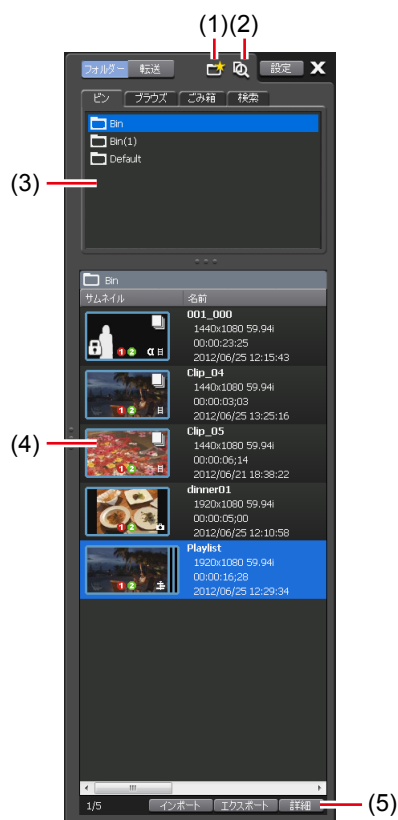 (1)(2)
フォルダー 転送 設定 X
ビン ブラウズ ごみ箱 検索
Bin
Bin(1)
Default
(3)
Bin
サムネイル 名前
001_000
1440x1080 59.94i
00:00:23:25
2012/06/25 12:15:43
Clip_04
1440x1080 59.94i
00:00:03;03
2012/06/25 13:25:16
(4)
Clip_05
1440x1080 59.94i
00:00:06;14
2012/06/21 18:38:22
dinner01
1920x1080 59.94i
00:00:05;00
2012/06/25 12:10:58
Playlist
1920x1080 59.94i
00:00:16;28
2012/06/25 12:29:34
1/5 インポート エクスポート 詳細
(5)